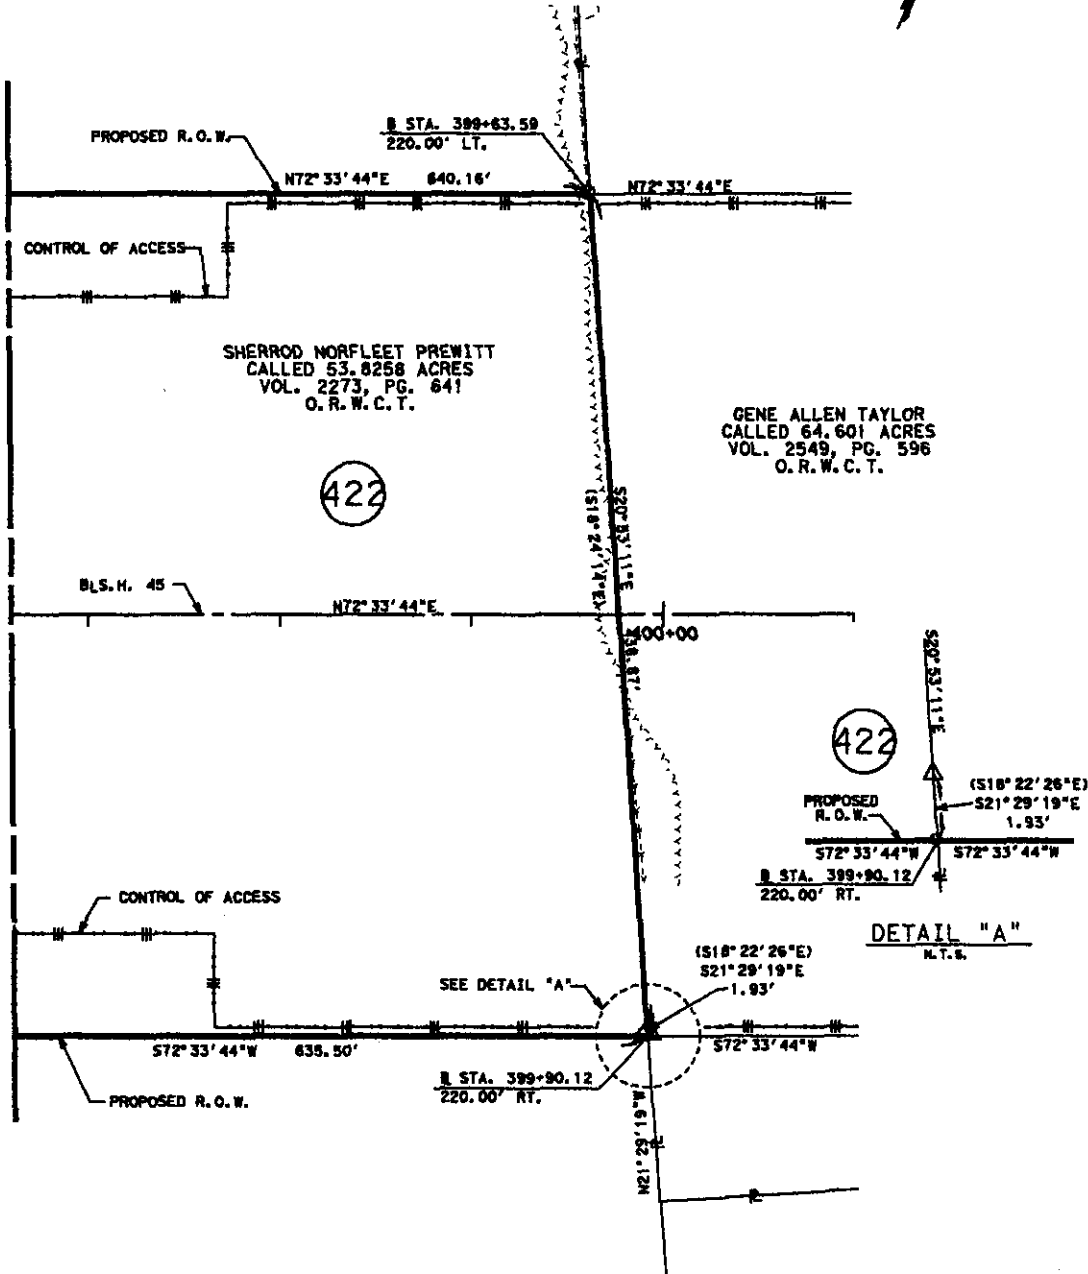 PROPOSED R.O.W.
STA. 399+63.59
220.00' LT.
N72°33'44"E 640.16'
N72°33'44"E
CONTROL OF ACCESS
SHERROD NORFLEET PREWITT
CALLED 53.8258 ACRES
VOL. 2273, PG. 641
O.R.W.C.T.
GENE ALLEN TAYLOR
CALLED 64.601 ACRES
VOL. 2549, PG. 596
O.R.W.C.T.
422
S20°53'11"E
(S18°24'14"E)
S.H. 45
N72°33'44"E
400+00
S20°53'11"E
422
(S18°22'26"E)
S21°29'19"E
1.93'
PROPOSED
R.O.W.
S72°33'44"W
S72°33'44"W
STA. 399+90.12
220.00' RT.
DETAIL "A"
N.T.S.
CONTROL OF ACCESS
(S18°22'26"E)
S21°29'19"E
1.93'
SEE DETAIL "A"
S72°33'44"W 635.50'
S72°33'44"W
STA. 399+90.12
220.00' RT.
PROPOSED R.O.W.
N21°29'19"W